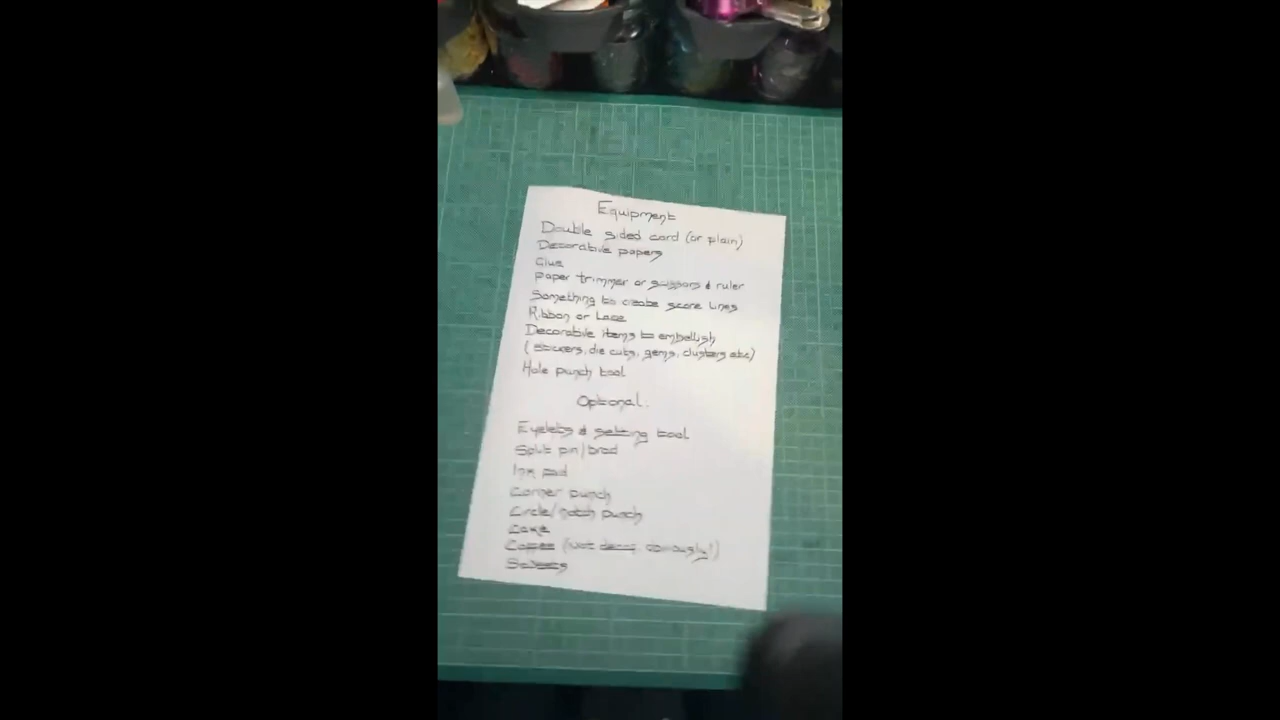 Equipment
Double sided card (or plain)
Decorative papers
Glue
paper trimmer or scissors & ruler
Something to create score lines
Ribbon or Lace
Decorative items to embellish
(stickers, die cuts, gems, clusters etc)
Hole punch tool
Optional.
Eyelets & setting tool
Split pin/brad
Ink pad
Corner punch
Circle/notch punch
Cake
Coffee (Not decaf obviously!)
Sweets